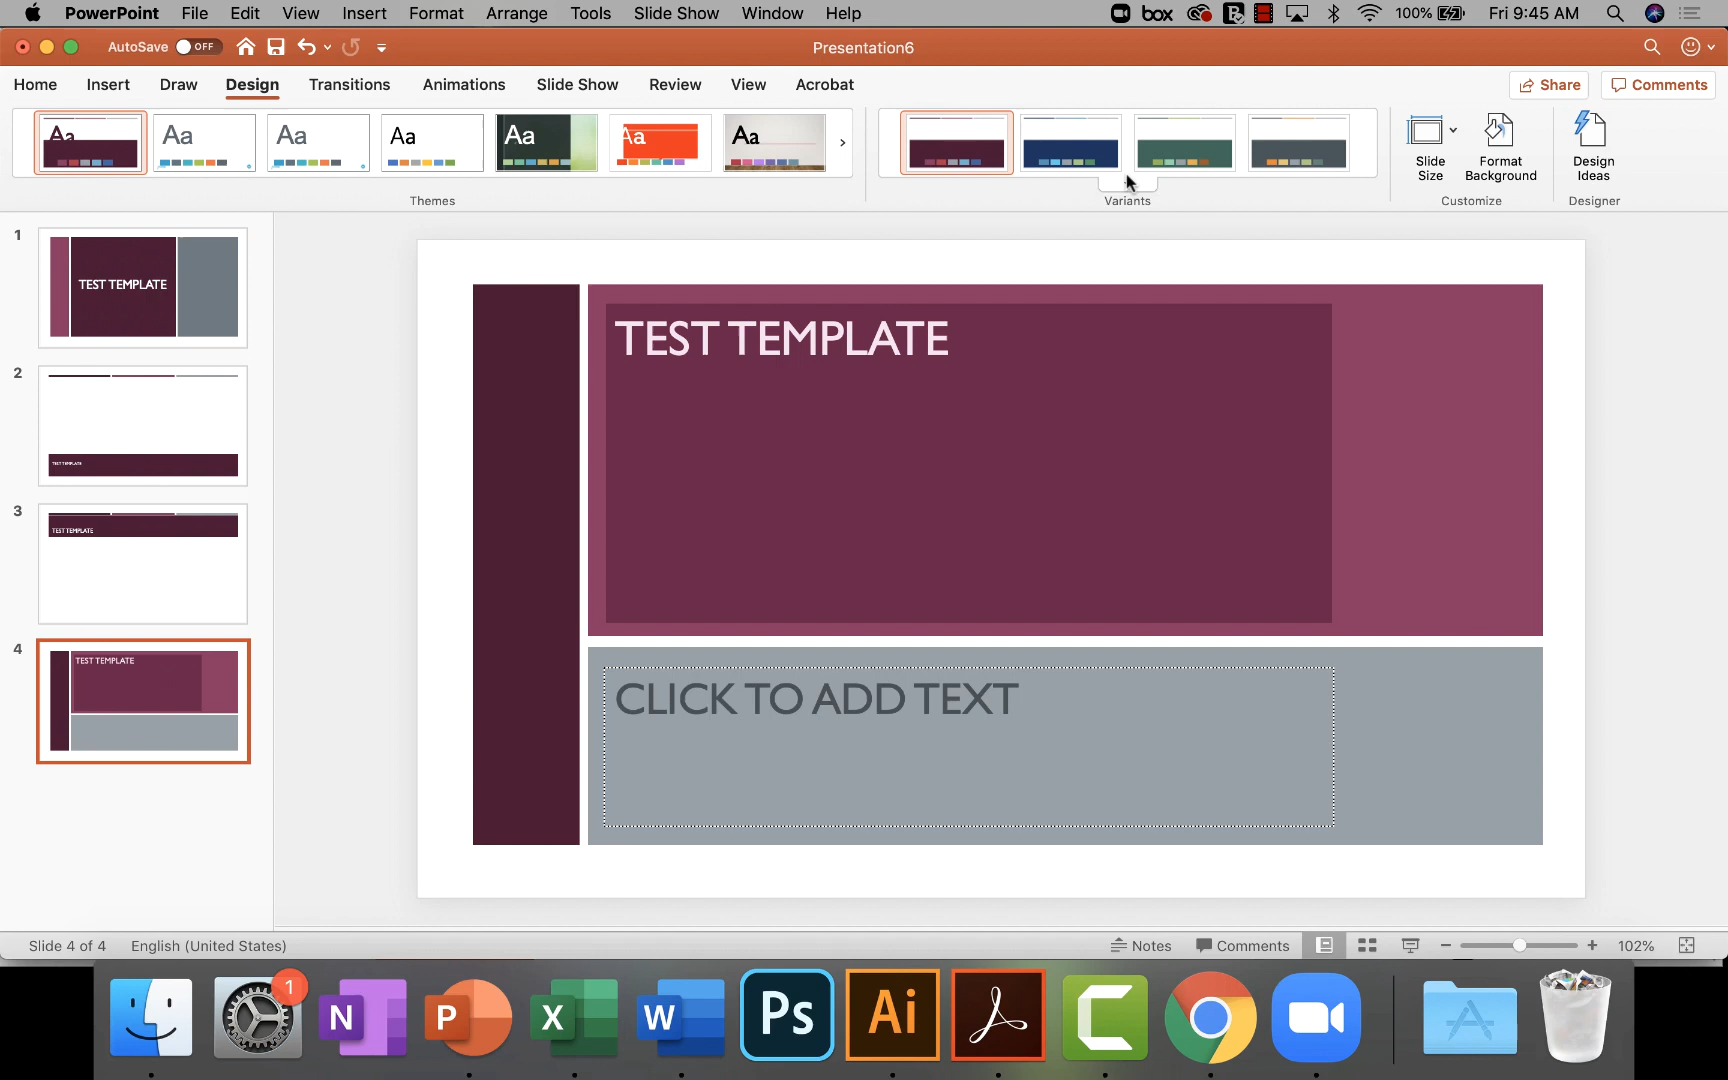 PowerPoint File Edit View Insert Format Arrange Tools Slide Show Window Help box 100% Fri 9:45 AM
AutoSave OFF Presentation6
Home Insert Draw Design Transitions Animations Slide Show Review View Acrobat Share Comments
Aa Aa Aa Aa Aa Aa Aa
Slide Size Format Background Design Ideas
Themes Variants Customize Designer
1
TEST TEMPLATE
2
TEST TEMPLATE
3
TEST TEMPLATE
4
TEST TEMPLATE
TEST TEMPLATE
CLICK TO ADD TEXT
Slide 4 of 4 English (United States) Notes Comments 102%
1
N P X W Ps Ai